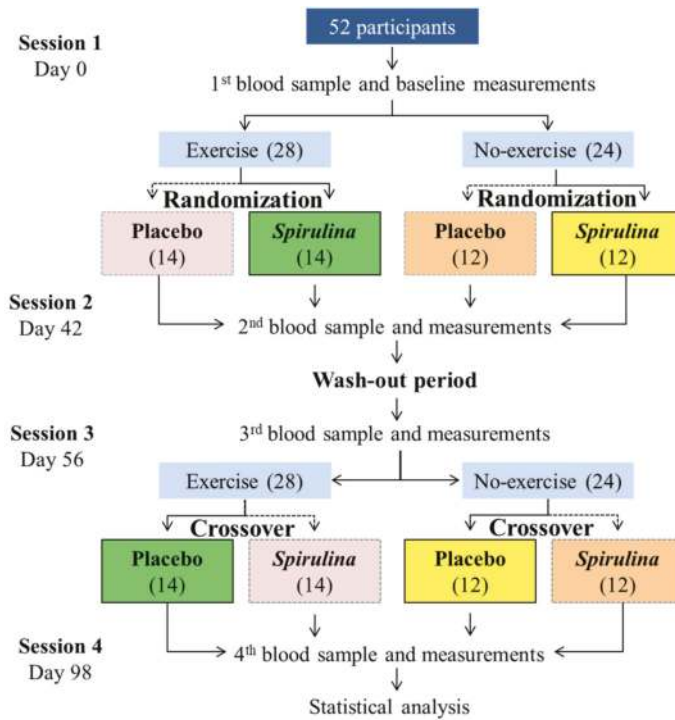 52 participants
Session 1
Day 0
1st blood sample and baseline measurements
Exercise (28)
No-exercise (24)
Randomization
Randomization
Placebo
(14)
Spirulina
(14)
Placebo
(12)
Spirulina
(12)
Session 2
Day 42
2nd blood sample and measurements
Wash-out period
Session 3
Day 56
3rd blood sample and measurements
Exercise (28)
No-exercise (24)
Crossover
Crossover
Placebo
(14)
Spirulina
(14)
Placebo
(12)
Spirulina
(12)
Session 4
Day 98
4th blood sample and measurements
Statistical analysis